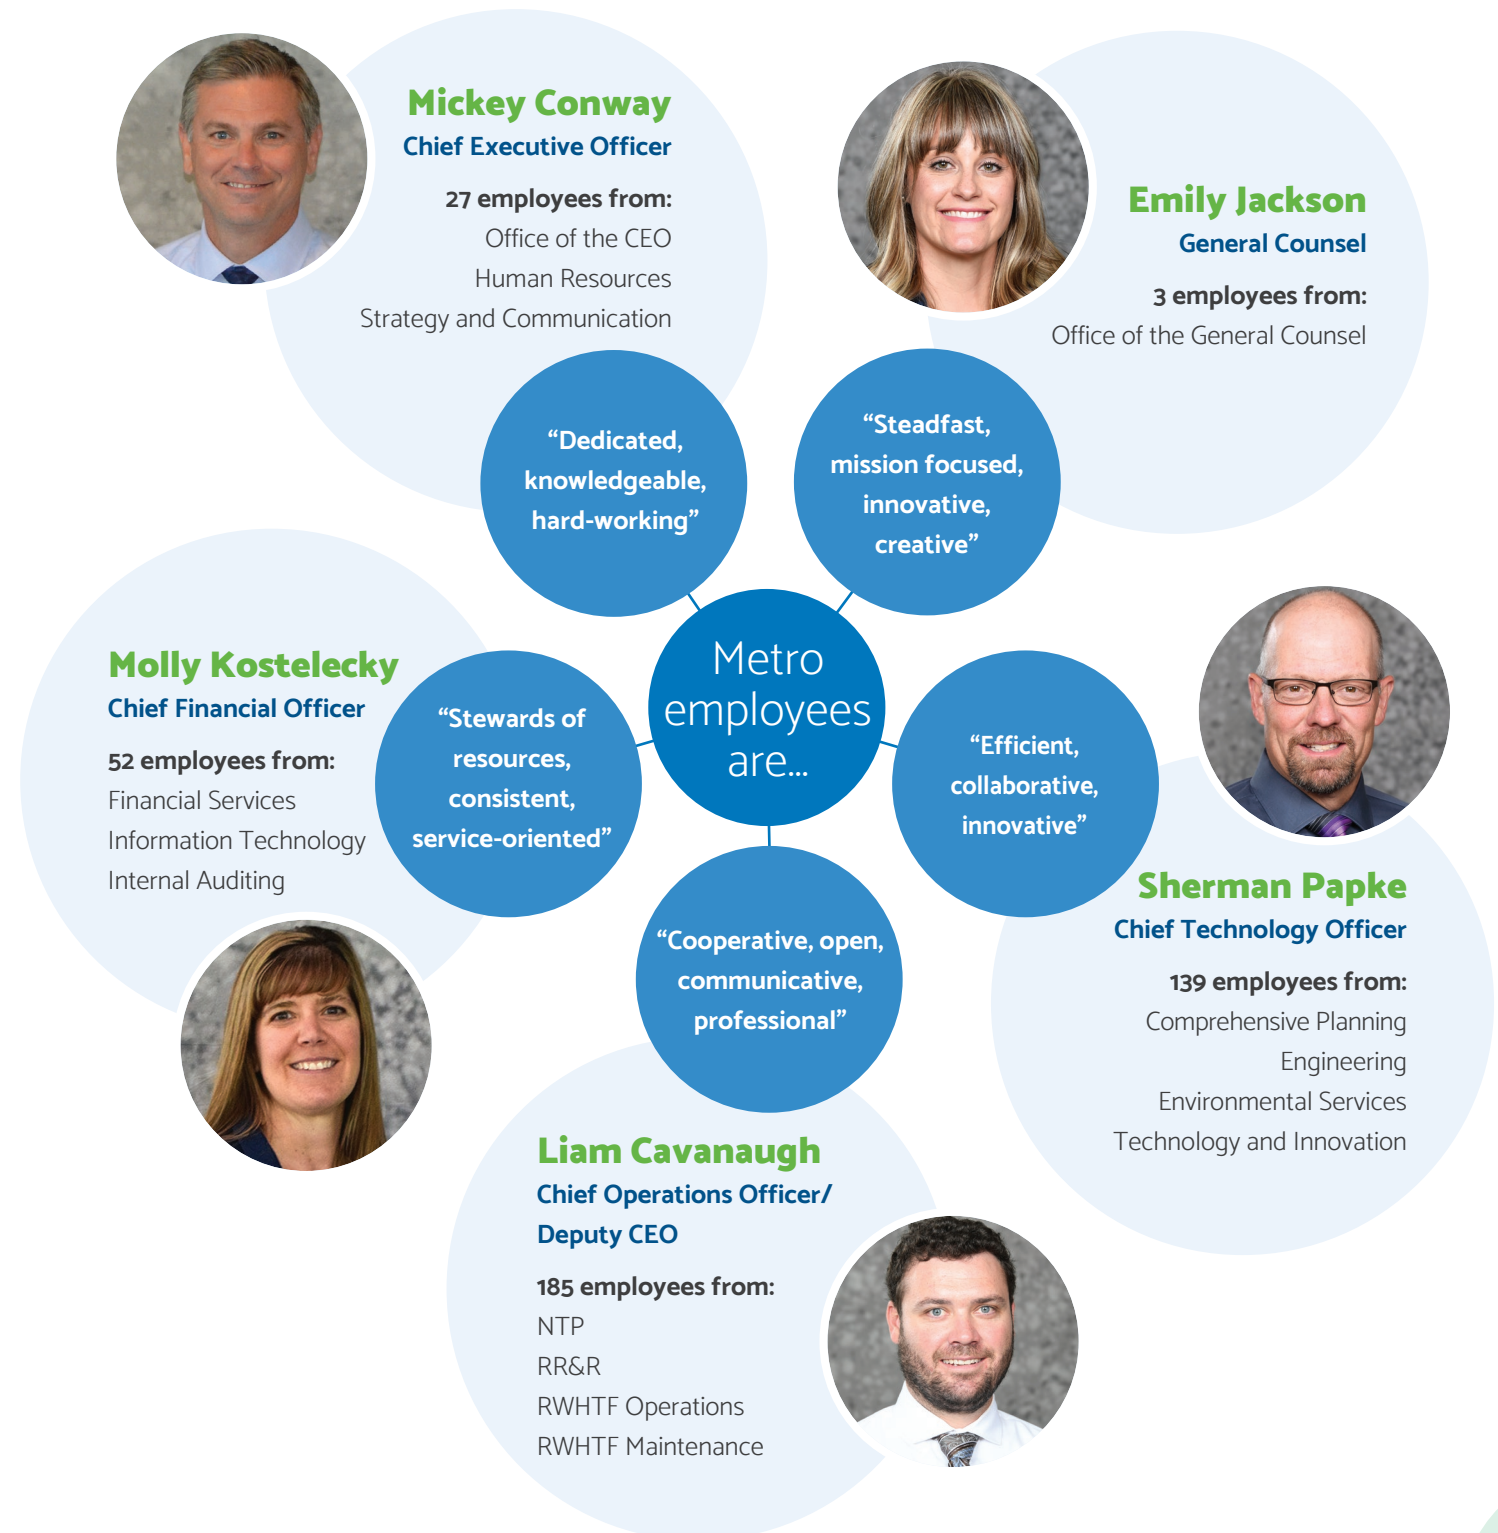 Mickey Conway
Chief Executive Officer
27 employees from:
Office of the CEO
Human Resources
Strategy and Communication
Emily Jackson
General Counsel
3 employees from:
Office of the General Counsel
“Dedicated,
knowledgeable,
hard-working”
“Steadfast,
mission focused,
innovative,
creative”
Metro
employees
are...
Molly Kostelecky
Chief Financial Officer
52 employees from:
Financial Services
Information Technology
Internal Auditing
“Stewards of
resources,
consistent,
service-oriented”
“Efficient,
collaborative,
innovative”
Sherman Papke
Chief Technology Officer
139 employees from:
Comprehensive Planning
Engineering
Environmental Services
Technology and Innovation
“Cooperative, open,
communicative,
professional”
Liam Cavanaugh
Chief Operations Officer/
Deputy CEO
185 employees from:
NTP
RR&R
RWHTF Operations
RWHTF Maintenance